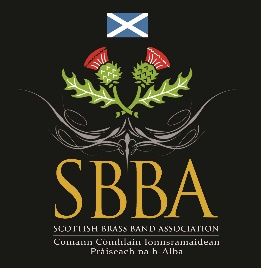 SBBA
SCOTTISH BRASS BAND ASSOCIATION
Comann Còmhlain Ionnsramaidean
Pràiseach na h-Alba